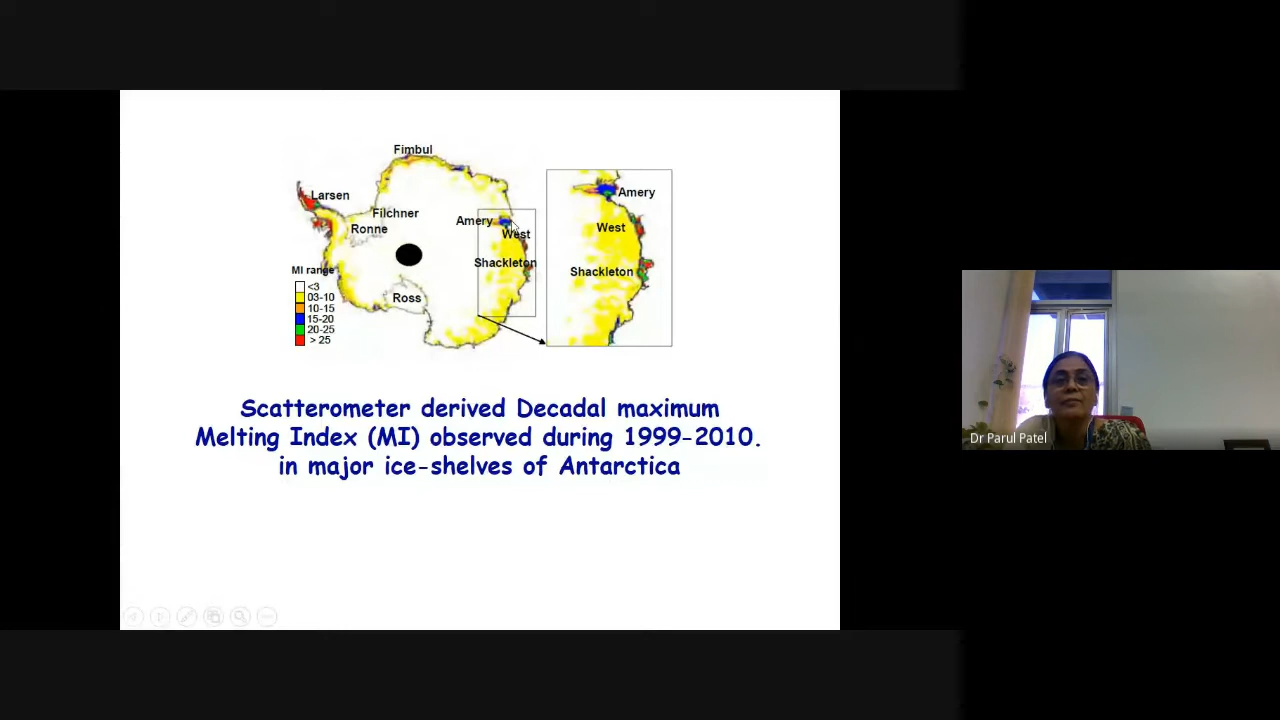 Fimbul
Larsen
Filchner
Ronne
Amery
West
Shackleton
Ross
MI range
<3
03-10
10-15
15-20
20-25
> 25
Amery
West
Shackleton
Scatterometer derived Decadal maximum
Melting Index (MI) observed during 1999-2010.
in major ice-shelves of Antarctica
Dr Parul Patel